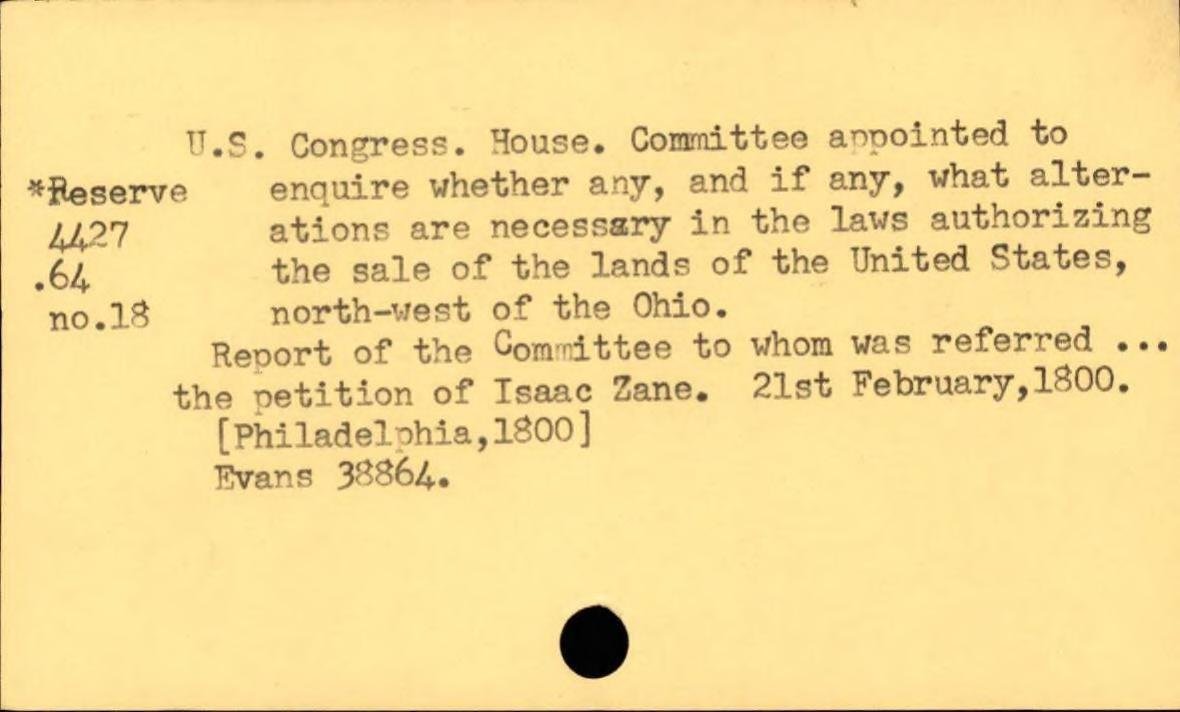 U.S. Congress. House. Committee appointed to
*Reserve enquire whether any, and if any, what alter-
4427 ations are necessary in the laws authorizing
.64 the sale of the lands of the United States,
no.18 north-west of the Ohio.
Report of the Committee to whom was referred ...
the petition of Isaac Zane. 21st February,1800.
[Philadelphia,1800]
Evans 38864.